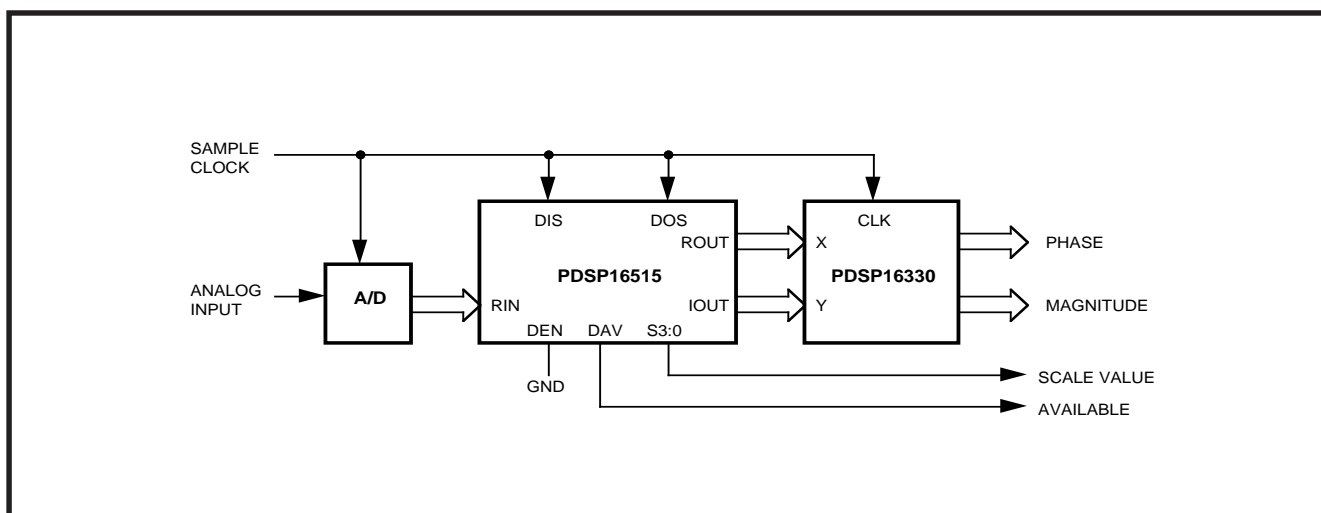 SAMPLE
CLOCK
DIS
DOS
CLK
ROUT
X
PHASE
PDSP16515
PDSP16330
ANALOG
INPUT
A/D
RIN
IOUT
Y
MAGNITUDE
DEN
DAV
S3:0
GND
SCALE VALUE
AVAILABLE